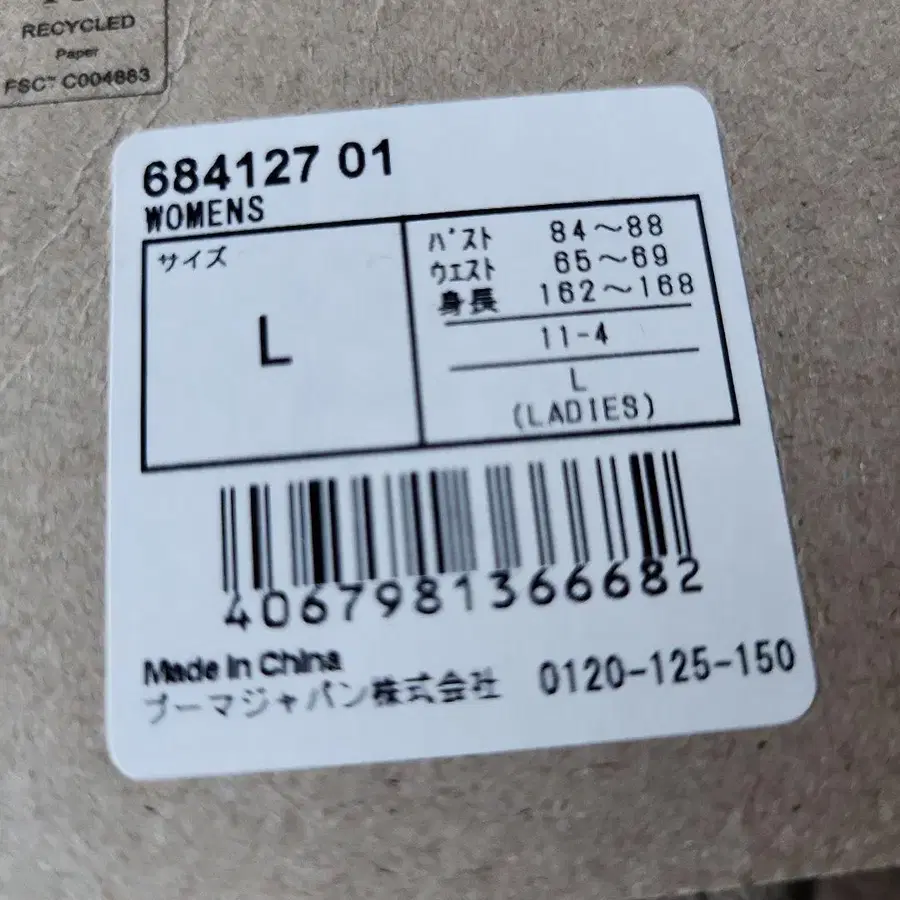 RECYCLED
Paper
FSC™ C004883
684127 01
WOMENS
サイズ
L
バスト 84～88
ウエスト 65～69
身長 162～168
11-4
L
(LADIES)
4067981366682
Made in China
プーマジャパン株式会社 0120-125-150